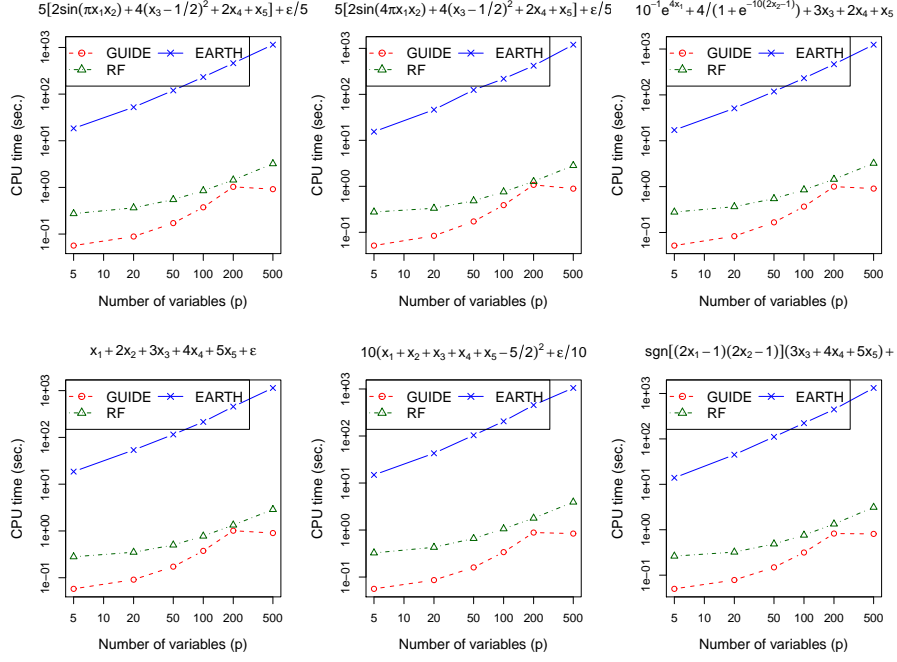 5[2sin(πx₁x₂)+4(x₃−1/2)²+2x₄+x₅]+ε/5
CPU time (sec.)
1e+03
1e+02
1e+01
1e+00
1e−01
GUIDE
RF
EARTH
5 10 20 50 100 200 500
Number of variables (p)
5[2sin(4πx₁x₂)+4(x₃−1/2)²+2x₄+x₅]+ε/5
CPU time (sec.)
1e+03
1e+02
1e+01
1e+00
1e−01
GUIDE
RF
EARTH
5 10 20 50 100 200 500
Number of variables (p)
10⁻¹e^{4x₁}+4/(1+e^{−10(2x₂−1)})+3x₃+2x₄+x₅
CPU time (sec.)
1e+03
1e+02
1e+01
1e+00
1e−01
GUIDE
RF
EARTH
5 10 20 50 100 200 500
Number of variables (p)
x₁+2x₂+3x₃+4x₄+5x₅+ε
CPU time (sec.)
1e+03
1e+02
1e+01
1e+00
1e−01
GUIDE
RF
EARTH
5 10 20 50 100 200 500
Number of variables (p)
10(x₁+x₂+x₃+x₄+x₅−5/2)²+ε/10
CPU time (sec.)
1e+03
1e+02
1e+01
1e+00
1e−01
GUIDE
RF
EARTH
5 10 20 50 100 200 500
Number of variables (p)
sgn[(2x₁−1)(2x₂−1)](3x₃+4x₄+5x₅)+
CPU time (sec.)
1e+03
1e+02
1e+01
1e+00
1e−01
GUIDE
RF
EARTH
5 10 20 50 100 200 500
Number of variables (p)